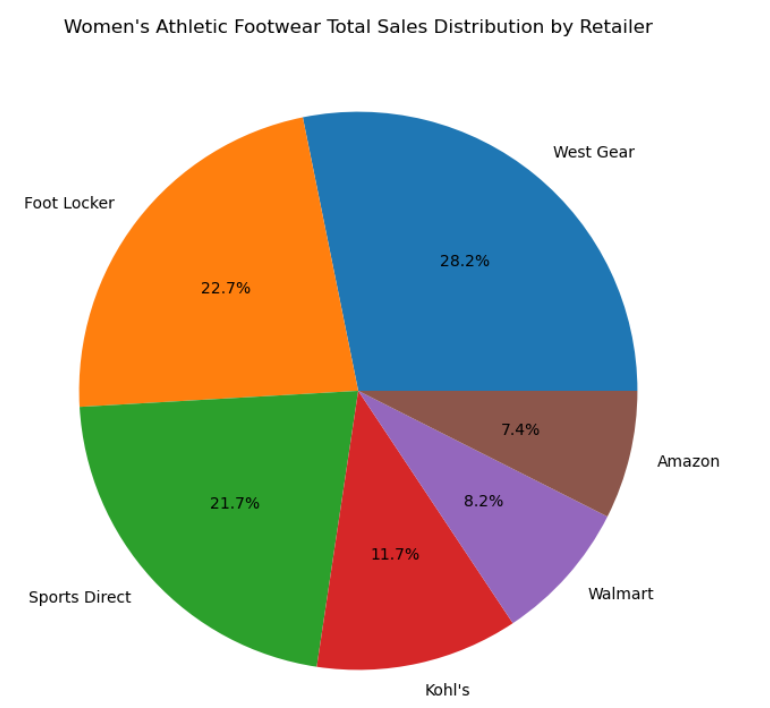 Women's Athletic Footwear Total Sales Distribution by Retailer
West Gear
Foot Locker
28.2%
22.7%
7.4%
Amazon
8.2%
21.7%
11.7%
Walmart
Sports Direct
Kohl's